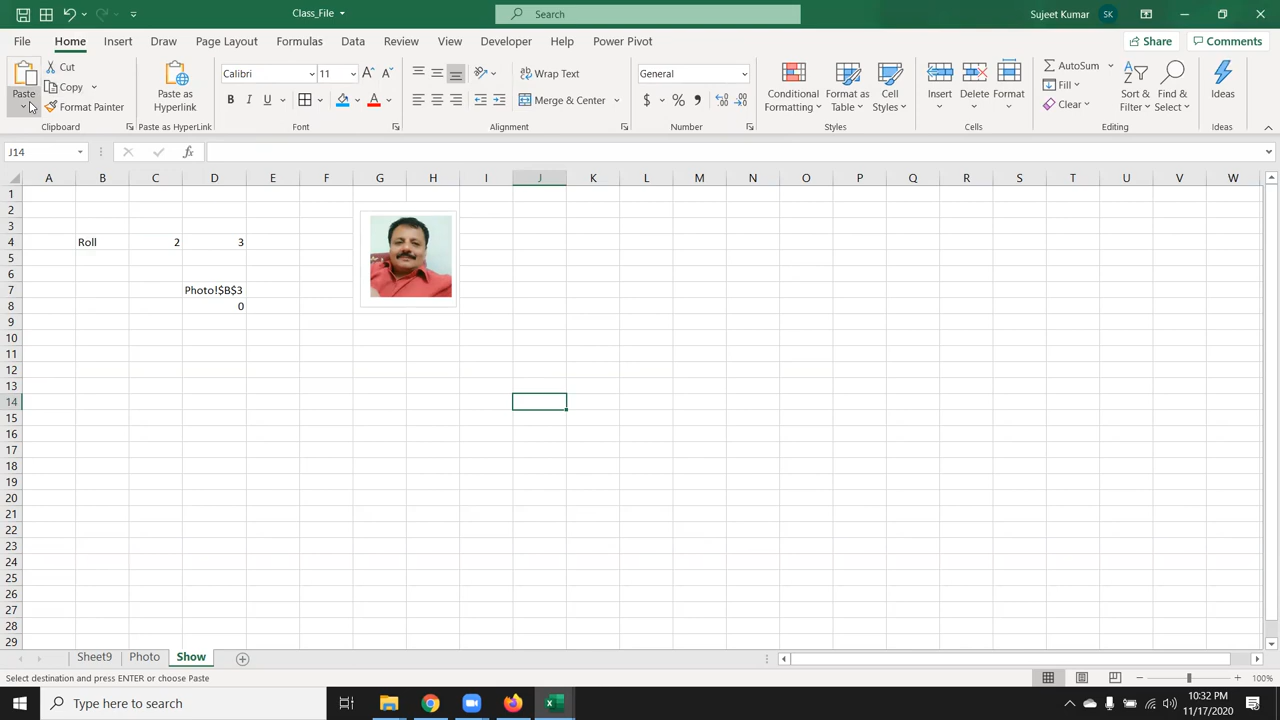 Class_File
Search
Sujeet Kumar
SK
File
Home
Insert
Draw
Page Layout
Formulas
Data
Review
View
Developer
Help
Power Pivot
Share
Comments
Paste
Cut
Copy
Format Painter
Clipboard
Paste as
Hyperlink
Paste as HyperLink
Calibri
11
A A
B I U
A
Font
Wrap Text
Merge & Center
Alignment
General
$ % 9
Number
Conditional
Formatting
Format as
Table
Cell
Styles
Styles
Insert
Delete
Format
Cells
AutoSum
Fill
Clear
Sort &
Filter
Find &
Select
Editing
Ideas
Ideas
J14
fx
A B C D E F G H I J K L M N O P Q R S T U V W
1
2
3
4 Roll 2 3
5
6
7 Photo!$B$3
8 0
9
10
11
12
13
14
15
16
17
18
19
20
21
22
23
24
25
26
27
28
29
Sheet9
Photo
Show
Select destination and press ENTER or choose Paste
100%
Type here to search
10:32 PM
11/17/2020